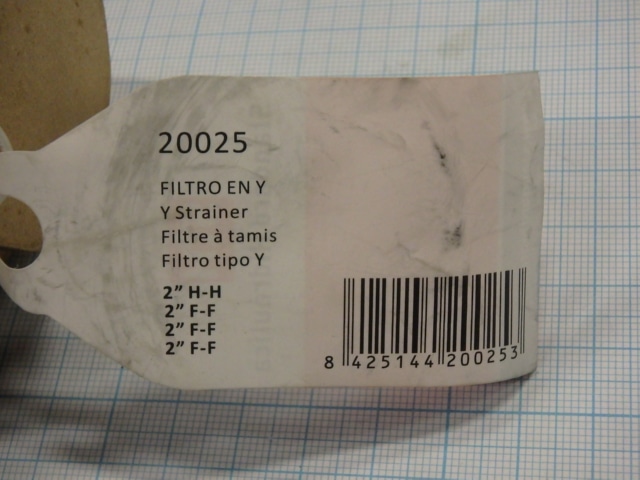 20025
FILTRO EN Y
Y Strainer
Filtre à tamis
Filtro tipo Y
2" H-H
2" F-F
2" F-F
2" F-F
8 425144 200253